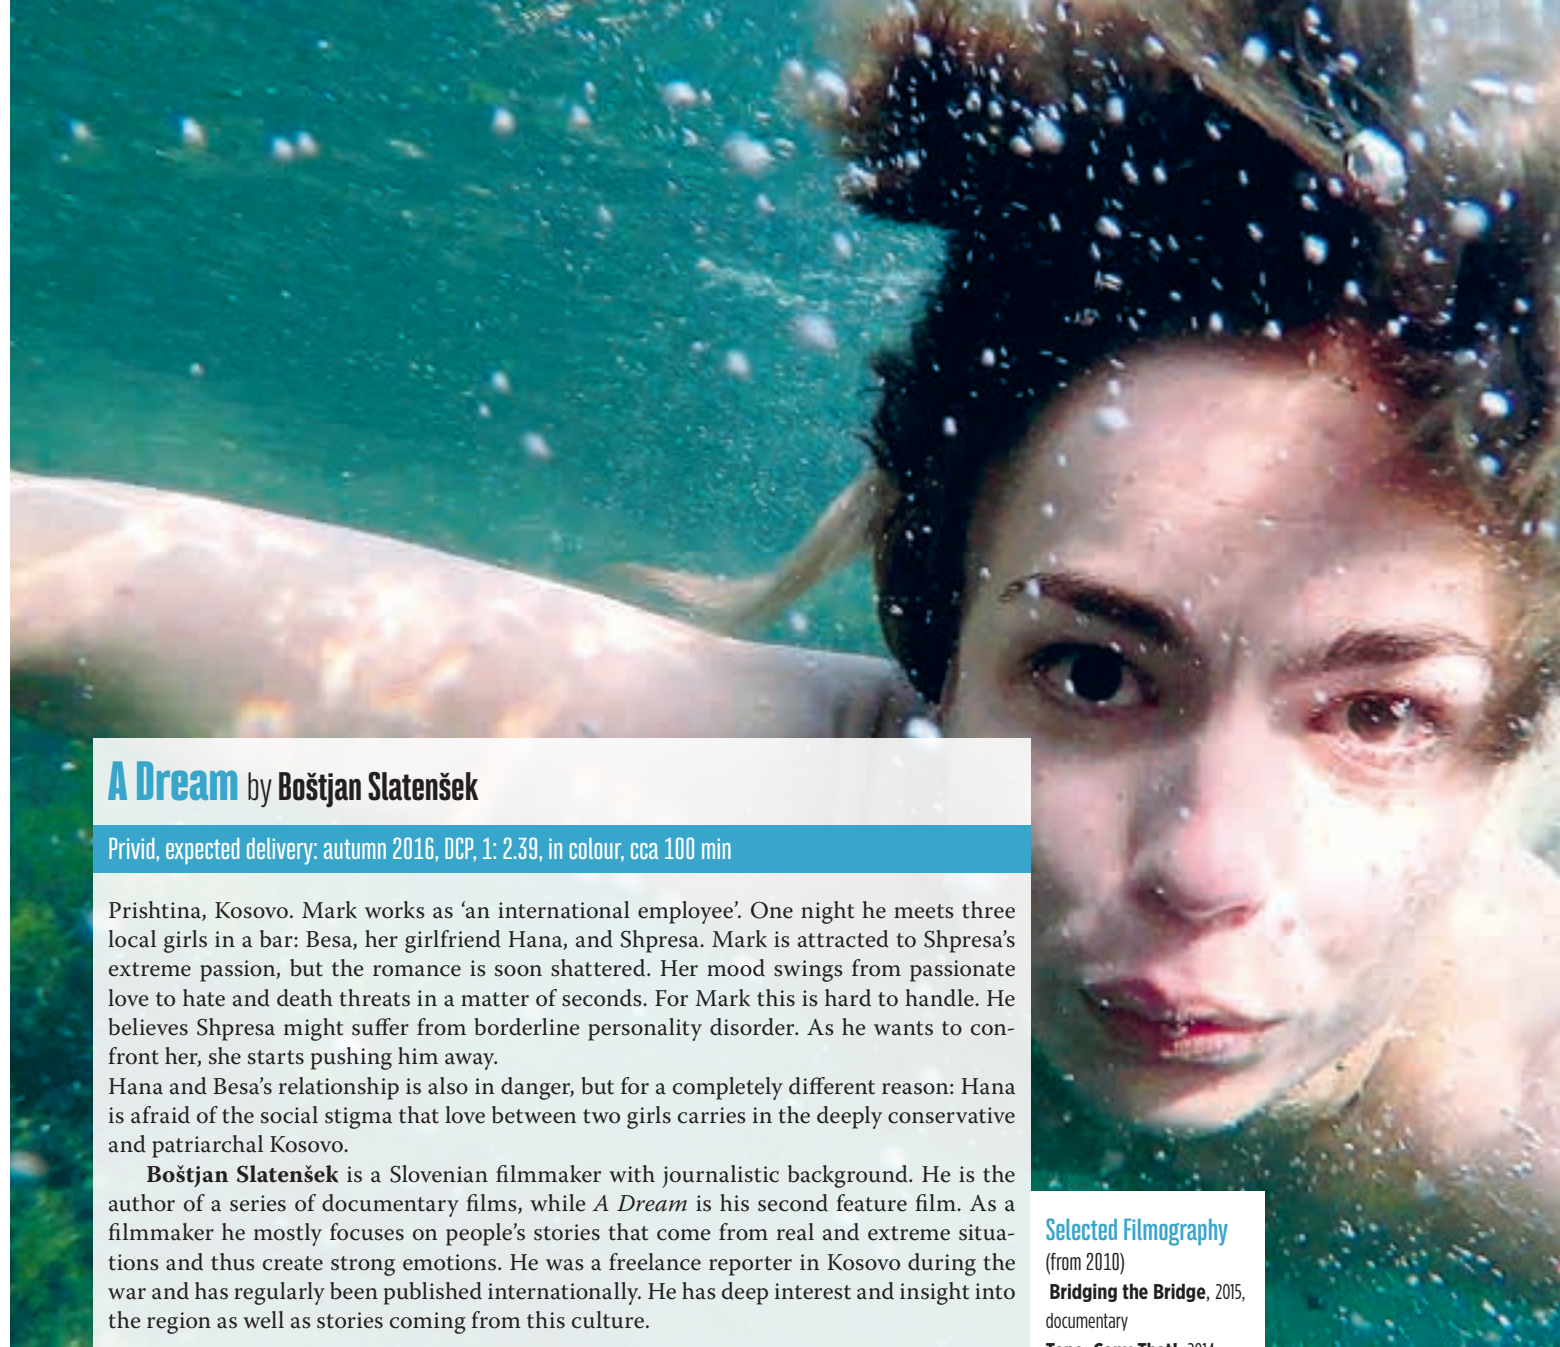 A Dream by Boštjan Slatenšek
Privid, expected delivery: autumn 2016, DCP, 1: 2.39, in colour, cca 100 min
Prishtina, Kosovo. Mark works as ‘an international employee’. One night he meets three
local girls in a bar: Besa, her girlfriend Hana, and Shpresa. Mark is attracted to Shpresa’s
extreme passion, but the romance is soon shattered. Her mood swings from passionate
love to hate and death threats in a matter of seconds. For Mark this is hard to handle. He
believes Shpresa might suffer from borderline personality disorder. As he wants to con-
front her, she starts pushing him away.
Hana and Besa’s relationship is also in danger, but for a completely different reason: Hana
is afraid of the social stigma that love between two girls carries in the deeply conservative
and patriarchal Kosovo.
Boštjan Slatenšek is a Slovenian filmmaker with journalistic background. He is the
author of a series of documentary films, while A Dream is his second feature film. As a
filmmaker he mostly focuses on people’s stories that come from real and extreme situa-
tions and thus create strong emotions. He was a freelance reporter in Kosovo during the
war and has regularly been published internationally. He has deep interest and insight into
the region as well as stories coming from this culture.
Selected Filmography
(from 2010)
Bridging the Bridge, 2015,
documentary